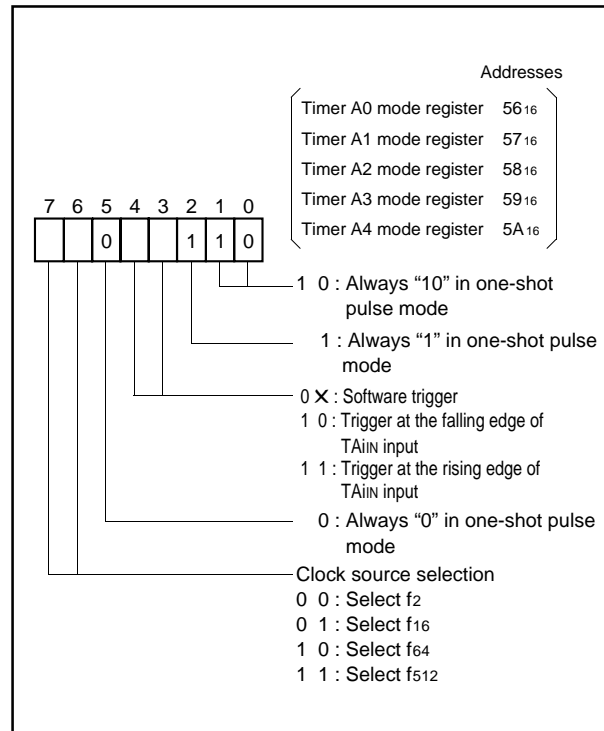 Addresses
Timer A0 mode register 5616
Timer A1 mode register 5716
Timer A2 mode register 5816
Timer A3 mode register 5916
Timer A4 mode register 5A16
7 6 5 4 3 2 1 0
0 1 1 0
1 0 : Always “10” in one-shot
pulse mode
1 : Always “1” in one-shot pulse
mode
0 X : Software trigger
1 0 : Trigger at the falling edge of
TAiIN input
1 1 : Trigger at the rising edge of
TAiIN input
0 : Always “0” in one-shot pulse
mode
Clock source selection
0 0 : Select f2
0 1 : Select f16
1 0 : Select f64
1 1 : Select f512